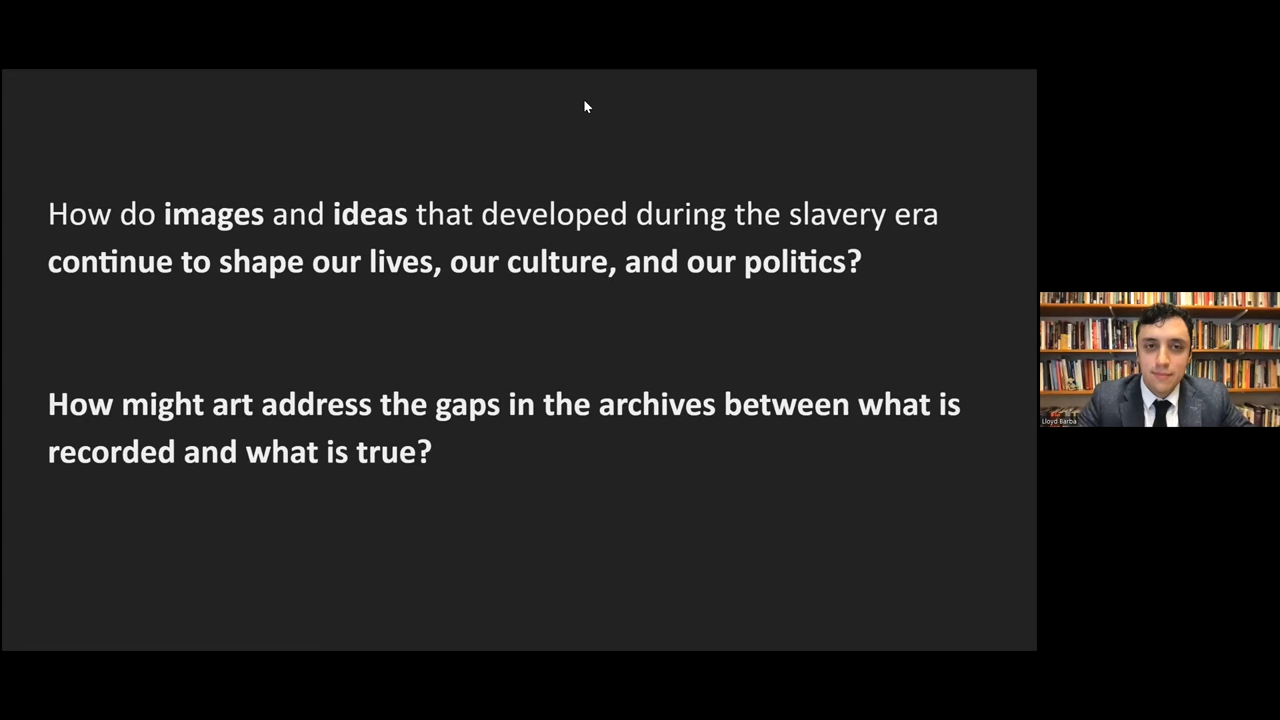 How do images and ideas that developed during the slavery era
continue to shape our lives, our culture, and our politics?
How might art address the gaps in the archives between what is
recorded and what is true?
Lloyd Barba